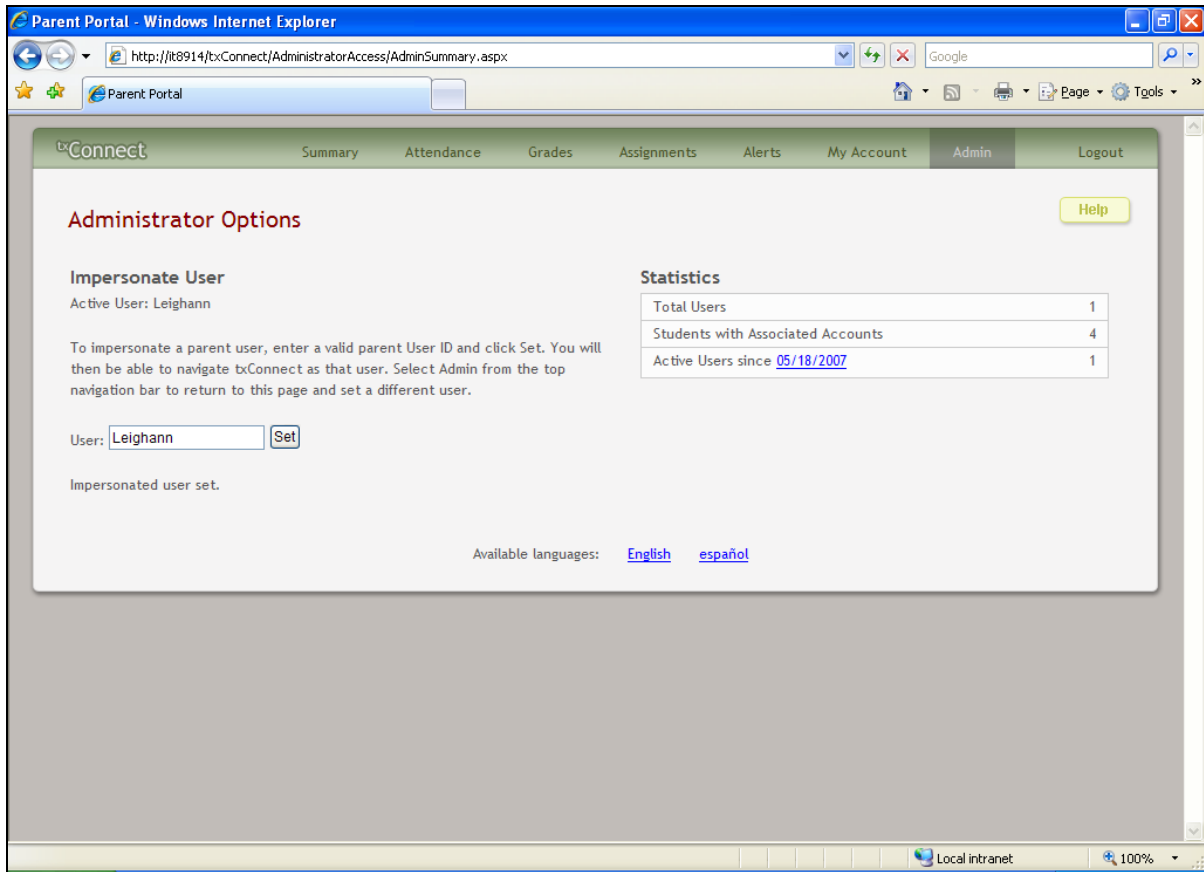 Parent Portal - Windows Internet Explorer
http://it8914/txConnect/AdministratorAccess/AdminSummary.aspx
Google
Parent Portal
Page
Tools
»
txConnect
Summary Attendance Grades Assignments Alerts My Account Admin Logout
Administrator Options
Help
Impersonate User
Active User: Leighann
To impersonate a parent user, enter a valid parent User ID and click Set. You will
then be able to navigate txConnect as that user. Select Admin from the top
navigation bar to return to this page and set a different user.
User: Leighann Set
Impersonated user set.
Statistics
Total Users 1
Students with Associated Accounts 4
Active Users since 05/18/2007 1
Available languages: English español
Local intranet 100%